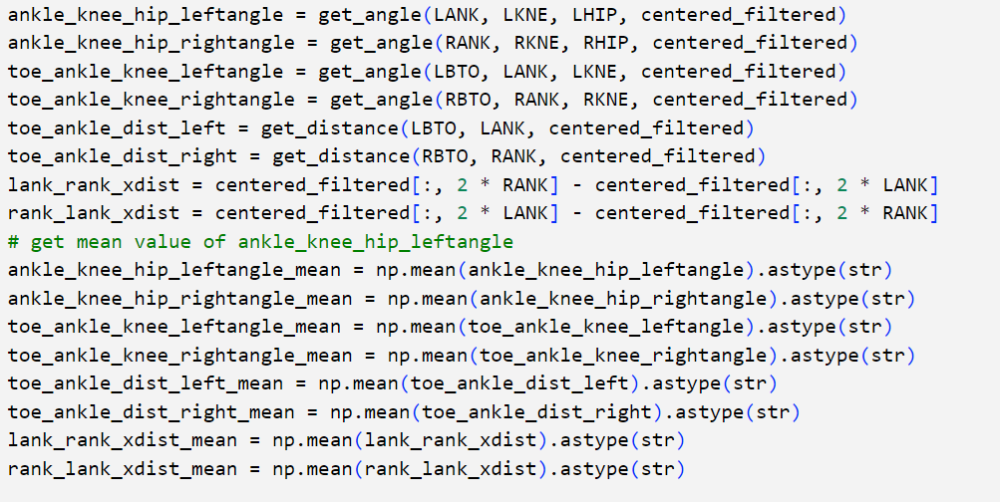 ankle_knee_hip_leftangle = get_angle(LANK, LKNE, LHIP, centered_filtered)
ankle_knee_hip_rightangle = get_angle(RANK, RKNE, RHIP, centered_filtered)
toe_ankle_knee_leftangle = get_angle(LBTO, LANK, LKNE, centered_filtered)
toe_ankle_knee_rightangle = get_angle(RBTO, RANK, RKNE, centered_filtered)
toe_ankle_dist_left = get_distance(LBTO, LANK, centered_filtered)
toe_ankle_dist_right = get_distance(RBTO, RANK, centered_filtered)
lank_rank_xdist = centered_filtered[:, 2 * RANK] - centered_filtered[:, 2 * LANK]
rank_lank_xdist = centered_filtered[:, 2 * LANK] - centered_filtered[:, 2 * RANK]
# get mean value of ankle_knee_hip_leftangle
ankle_knee_hip_leftangle_mean = np.mean(ankle_knee_hip_leftangle).astype(str)
ankle_knee_hip_rightangle_mean = np.mean(ankle_knee_hip_rightangle).astype(str)
toe_ankle_knee_leftangle_mean = np.mean(toe_ankle_knee_leftangle).astype(str)
toe_ankle_knee_rightangle_mean = np.mean(toe_ankle_knee_rightangle).astype(str)
toe_ankle_dist_left_mean = np.mean(toe_ankle_dist_left).astype(str)
toe_ankle_dist_right_mean = np.mean(toe_ankle_dist_right).astype(str)
lank_rank_xdist_mean = np.mean(lank_rank_xdist).astype(str)
rank_lank_xdist_mean = np.mean(rank_lank_xdist).astype(str)